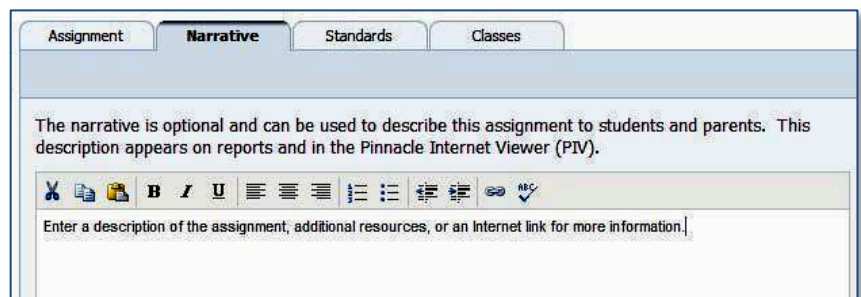 Assignment Narrative Standards Classes
The narrative is optional and can be used to describe this assignment to students and parents.  This
description appears on reports and in the Pinnacle Internet Viewer (PIV).
B I U ABC
Enter a description of the assignment, additional resources, or an Internet link for more information.